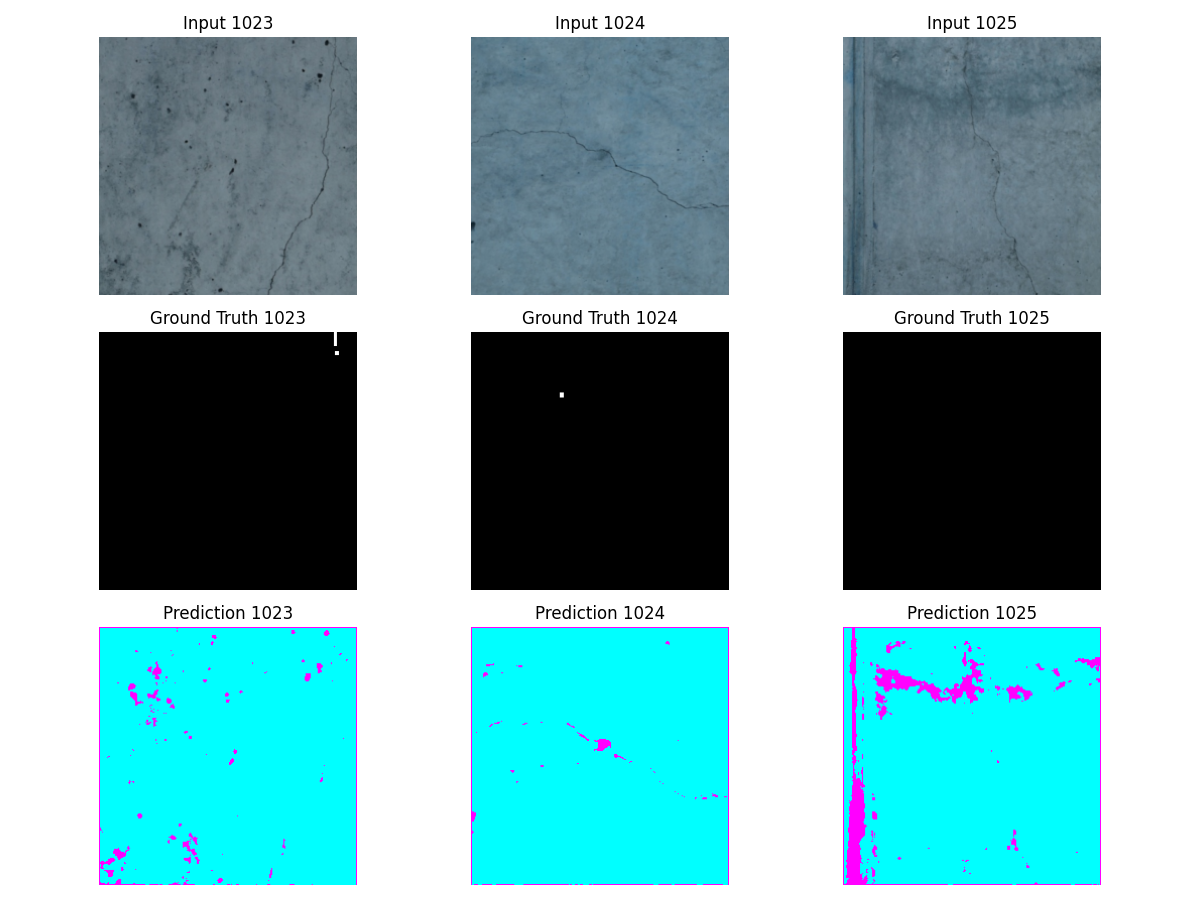 Input 1023
Input 1024
Input 1025
Ground Truth 1023
Ground Truth 1024
Ground Truth 1025
Prediction 1023
Prediction 1024
Prediction 1025